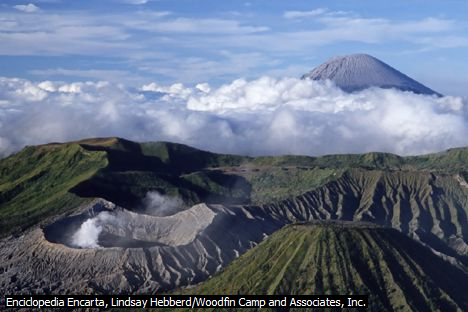 Enciclopedia Encarta, Lindsay Hebberd/Woodfin Camp and Associates, Inc.